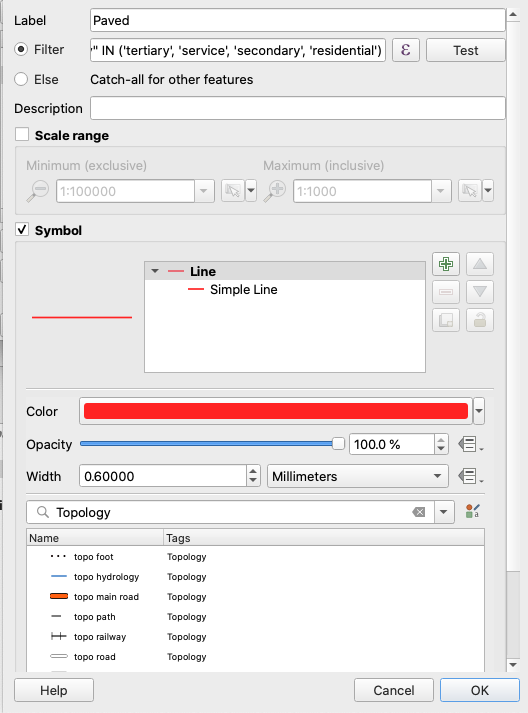 Label Paved
Filter " IN ('tertiary', 'service', 'secondary', 'residential') ε Test
Else Catch-all for other features
Description
Scale range
Minimum (exclusive) Maximum (inclusive)
1:100000 1:1000
Symbol
Line
Simple Line
Color
Opacity 100.0 %
Width 0.60000 Millimeters
Topology
Name Tags
topo foot Topology
topo hydrology Topology
topo main road Topology
topo path Topology
topo railway Topology
topo road Topology
Help Cancel OK